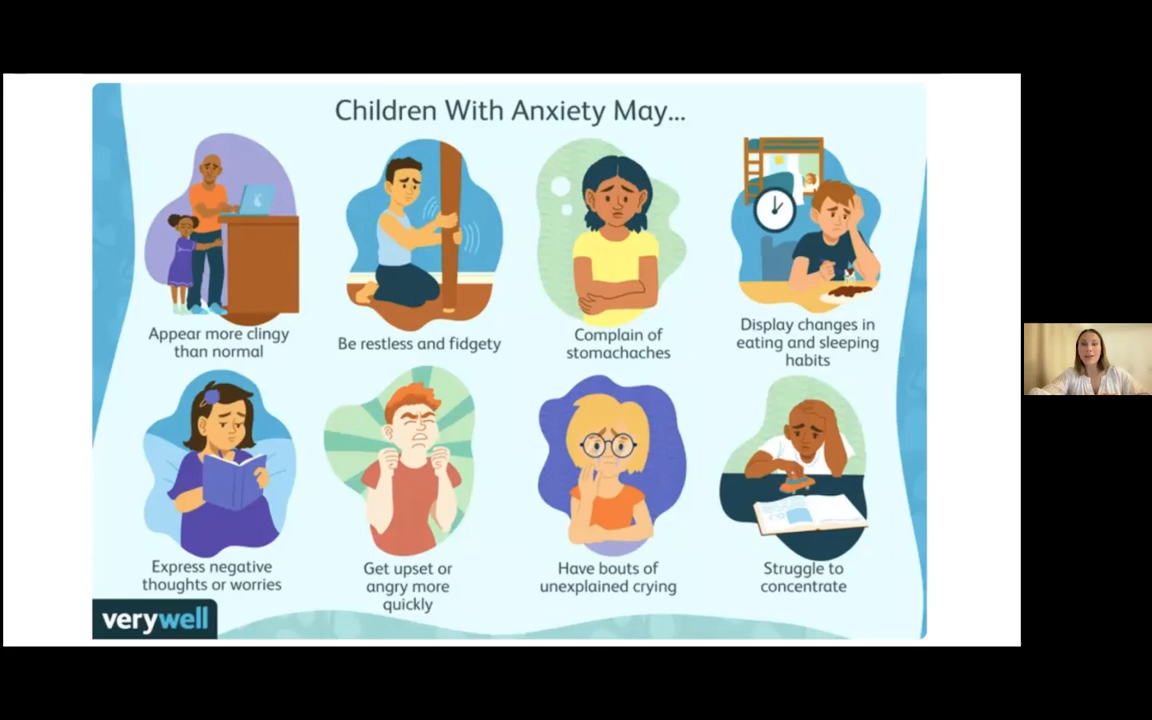 Children With Anxiety May...
Appear more clingy
than normal
Be restless and fidgety
Complain of
stomachaches
Display changes in
eating and sleeping
habits
Express negative
thoughts or worries
Get upset or
angry more
quickly
Have bouts of
unexplained crying
Struggle to
concentrate
verywell